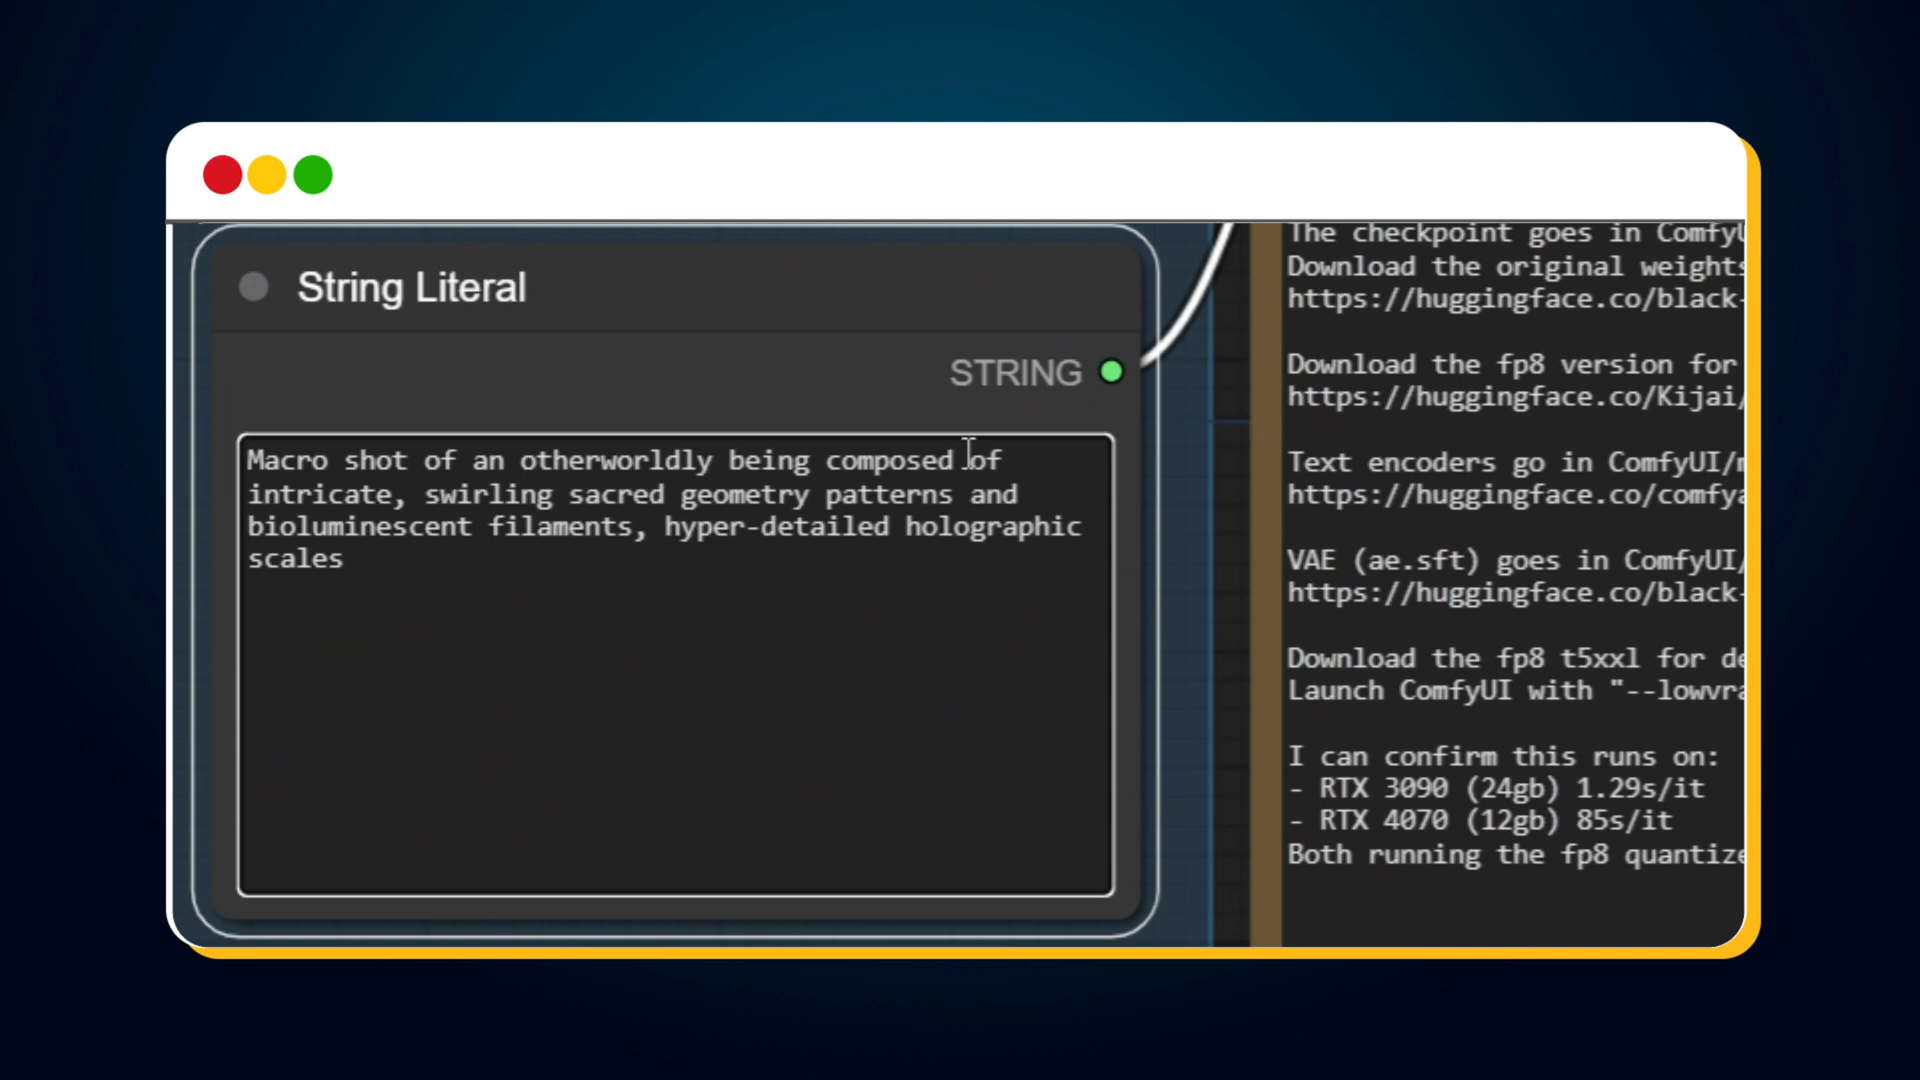 String Literal
STRING
Macro shot of an otherworldly being composed of
intricate, swirling sacred geometry patterns and
bioluminescent filaments, hyper-detailed holographic
scales
The checkpoint goes in Comfy
Download the original weights
https://huggingface.co/black-
Download the fp8 version for
https://huggingface.co/Kijai/
Text encoders go in ComfyUI/
https://huggingface.co/comfy
VAE (ae.sft) goes in ComfyUI/
https://huggingface.co/black-
Download the fp8 t5xxl for de
Launch ComfyUI with "--lowvra
I can confirm this runs on:
- RTX 3090 (24gb) 1.29s/it
- RTX 4070 (12gb) 85s/it
Both running the fp8 quantize